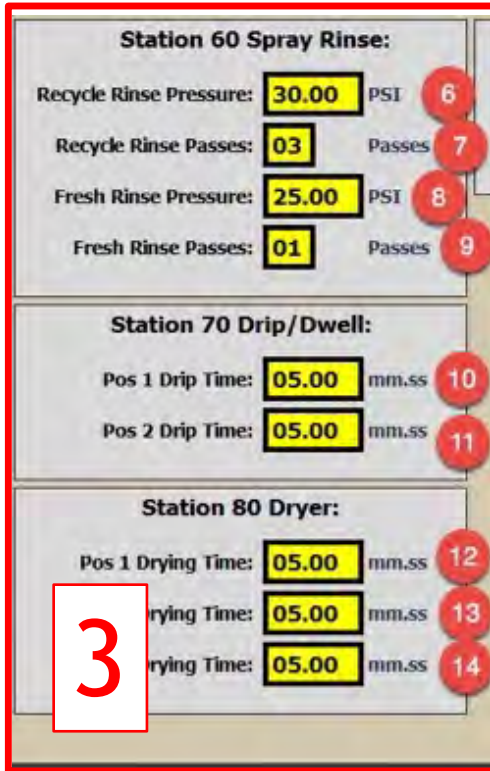 Station 60 Spray Rinse:
Recycle Rinse Pressure: 30.00 PSI 6
Recycle Rinse Passes: 03 Passes 7
Fresh Rinse Pressure: 25.00 PSI 8
Fresh Rinse Passes: 01 Passes 9
Station 70 Drip/Dwell:
Pos 1 Drip Time: 05.00 mm.ss 10
Pos 2 Drip Time: 05.00 mm.ss 11
Station 80 Dryer:
Pos 1 Drying Time: 05.00 mm.ss 12
Time: 05.00 mm.ss 13
Time: 05.00 mm.ss 14
3